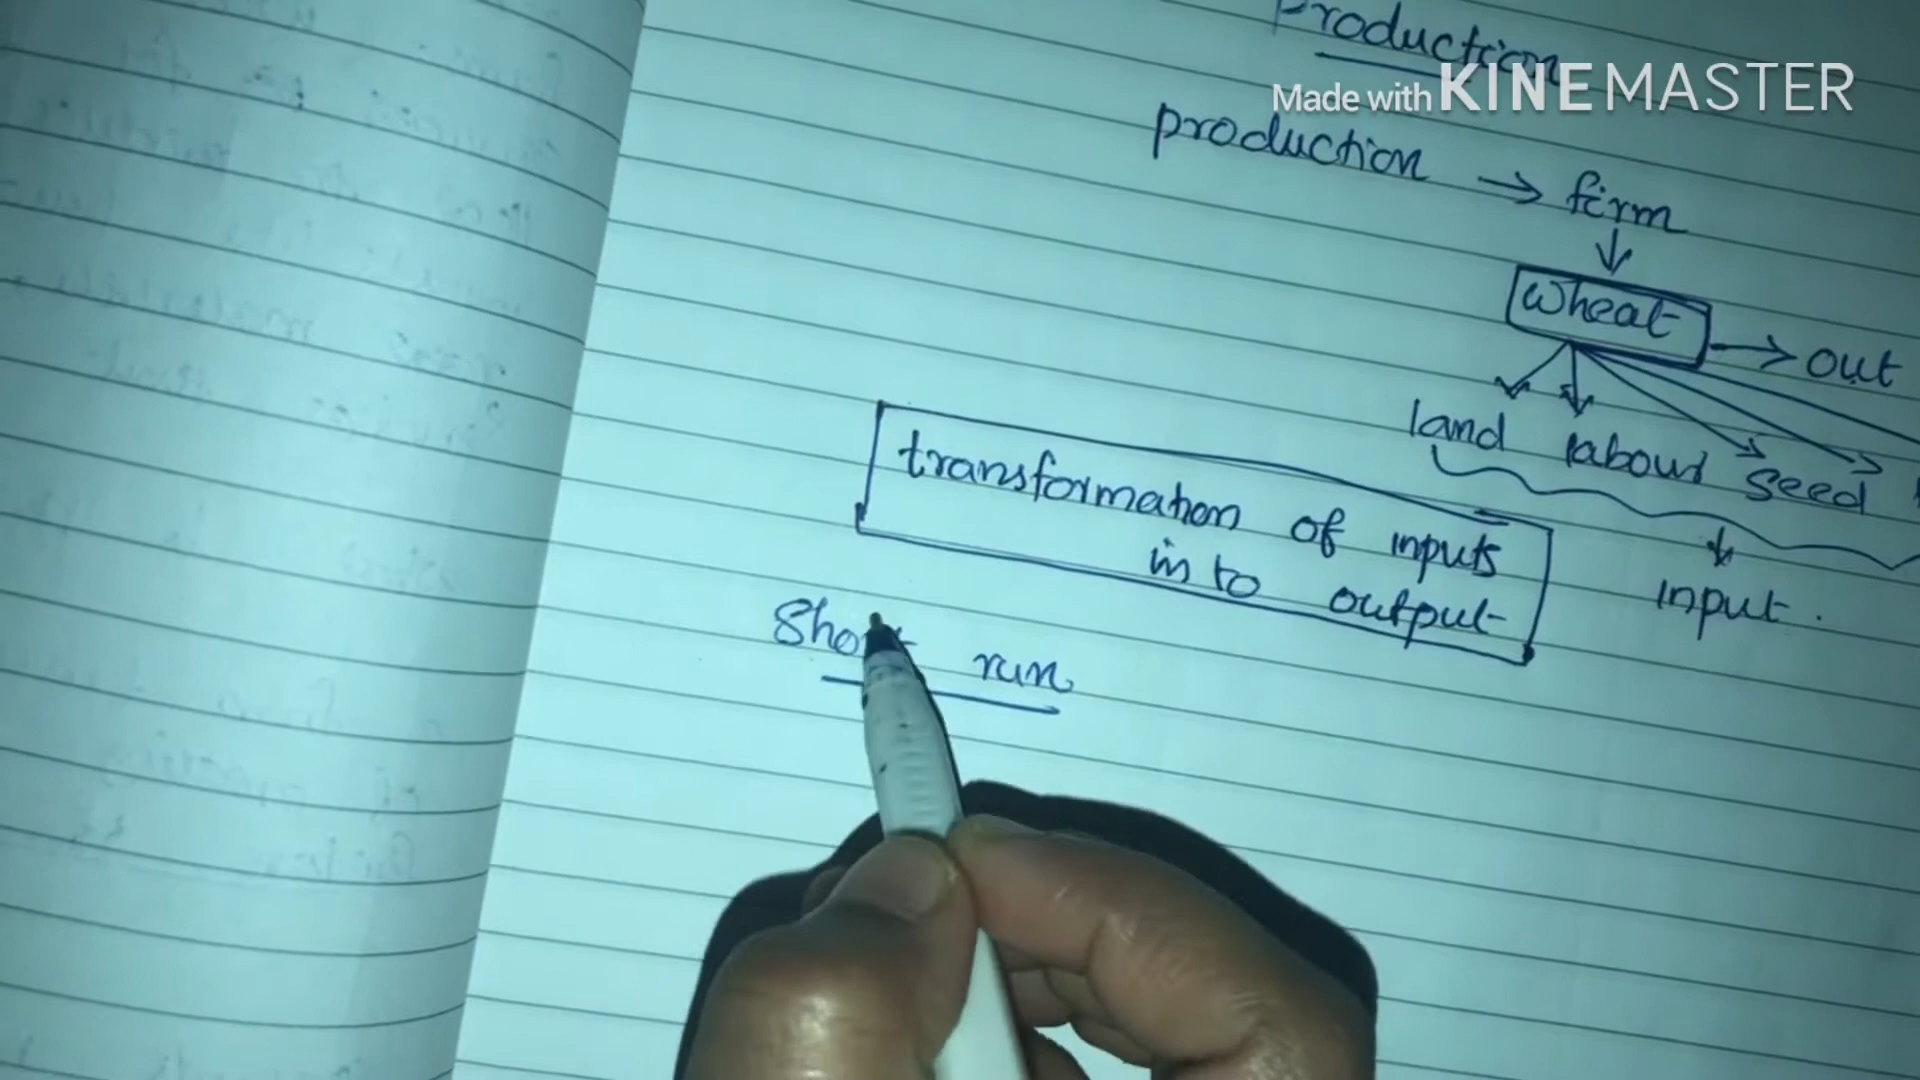 Production
Made with KINEMASTER
production → firm
wheat → out
land labour seed
transformation of inputs
in to output
input.
Short run